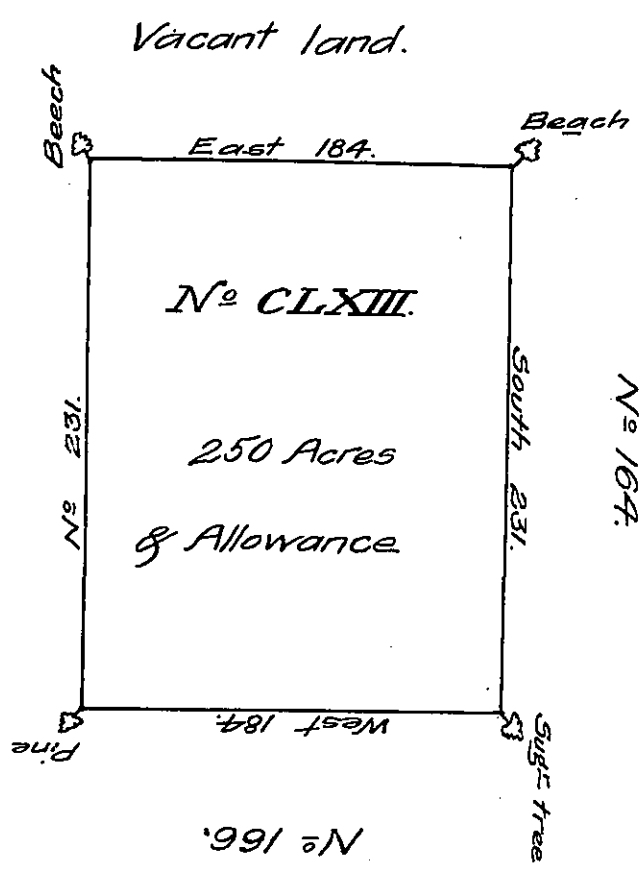 Vacant land.
Beech
Beach
East 184.
Nº CLXIII.
South 231.
Nº 164.
Nº 231.
250 Acres
& Allowance
West 184.
Pine
Sugr tree
Nº 166.